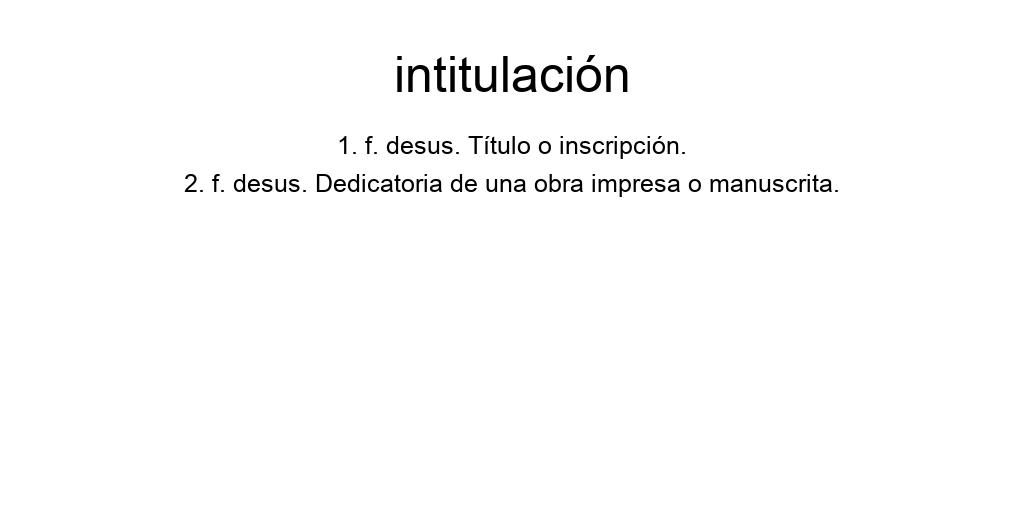 intitulación
1. f. desus. Título o inscripción.
2. f. desus. Dedicatoria de una obra impresa o manuscrita.